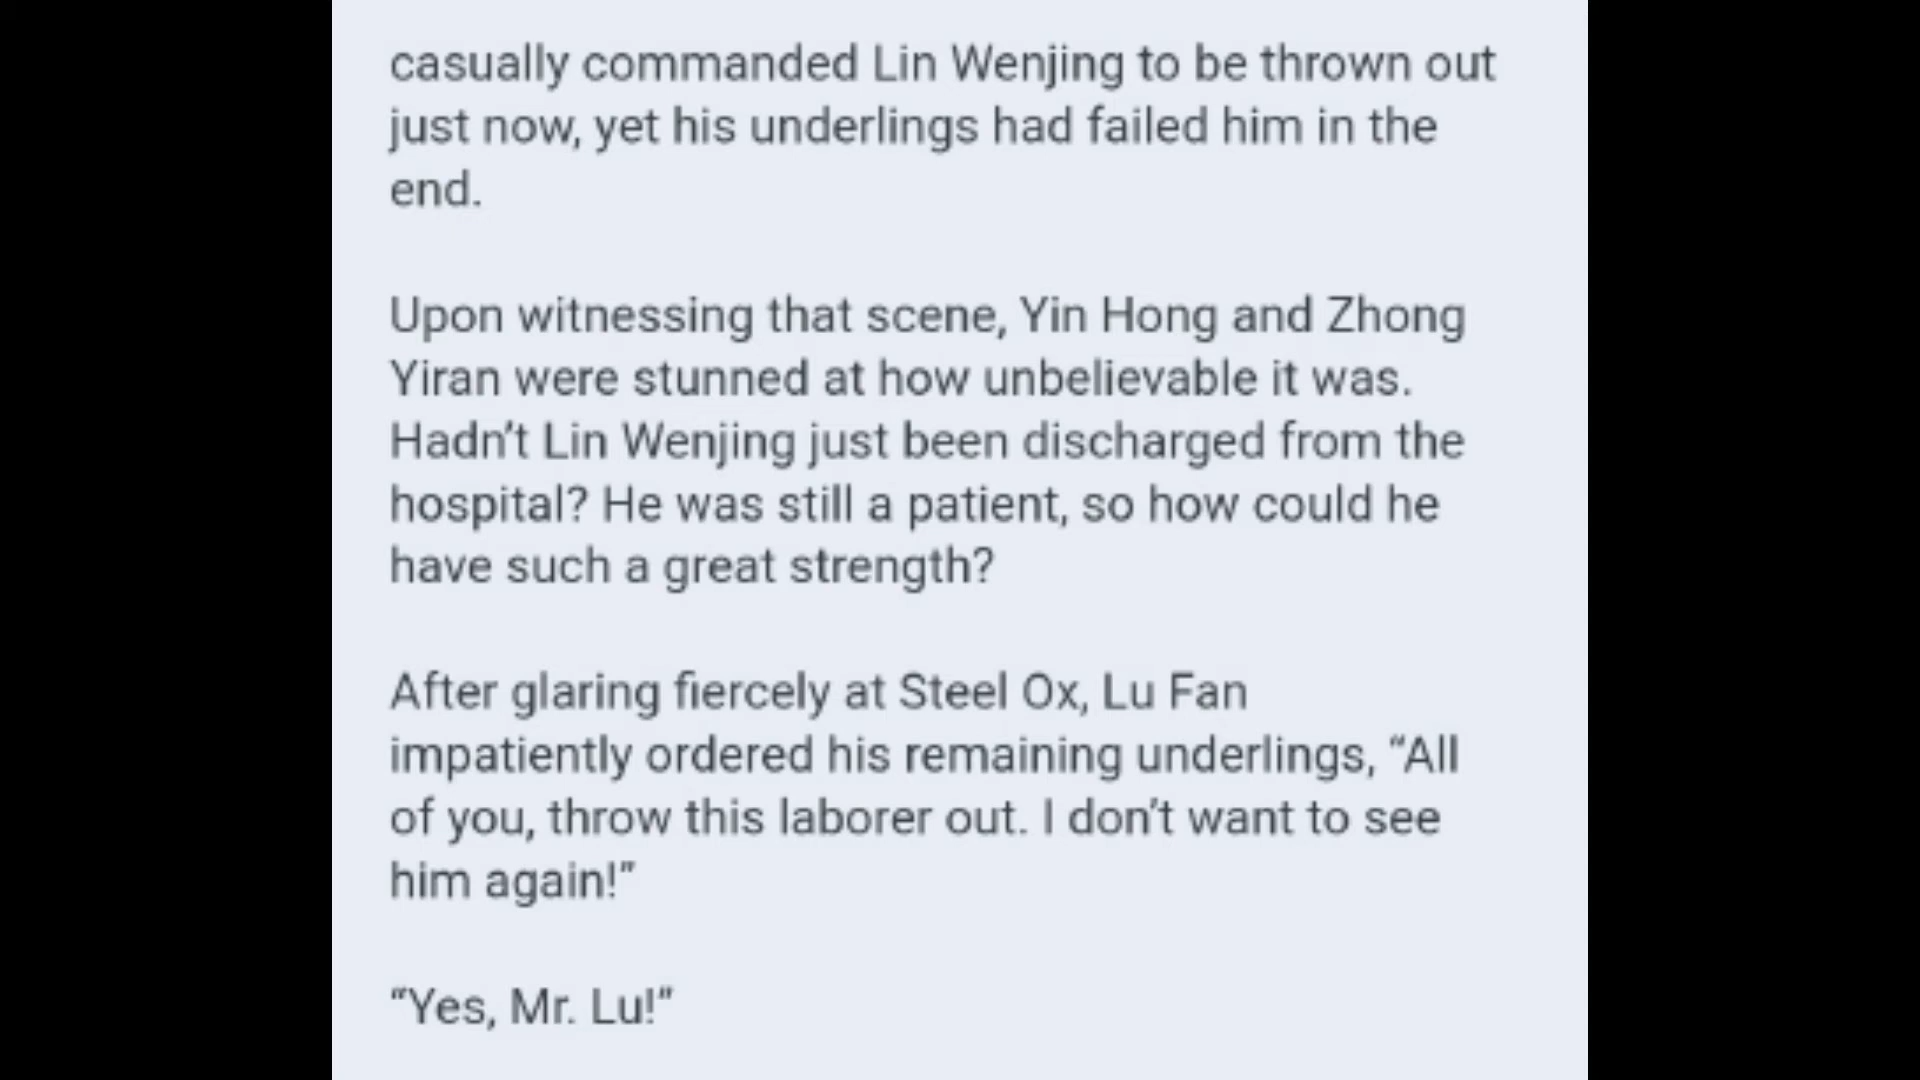 casually commanded Lin Wenjing to be thrown out
just now, yet his underlings had failed him in the
end.
Upon witnessing that scene, Yin Hong and Zhong
Yiran were stunned at how unbelievable it was.
Hadn’t Lin Wenjing just been discharged from the
hospital? He was still a patient, so how could he
have such a great strength?
After glaring fiercely at Steel Ox, Lu Fan
impatiently ordered his remaining underlings, “All
of you, throw this laborer out. I don’t want to see
him again!”
“Yes, Mr. Lu!”